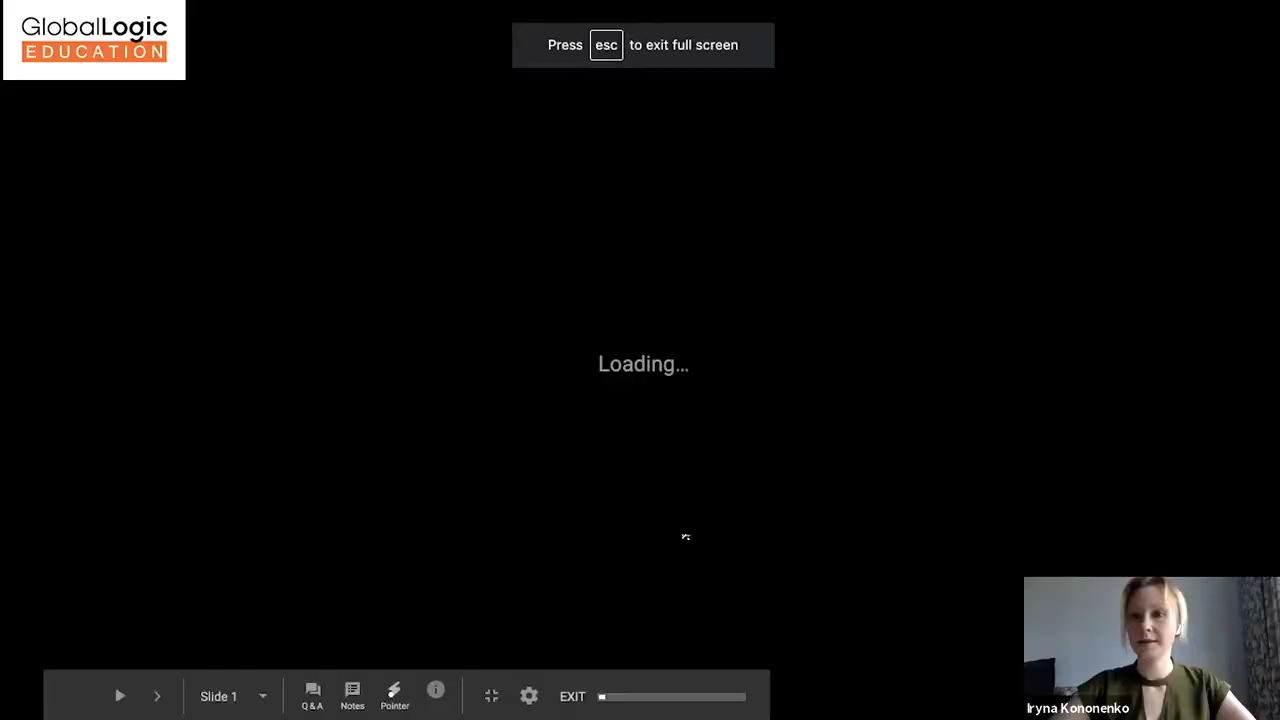 GlobalLogic
EDUCATION
Press esc to exit full screen
Loading...
Slide 1
Q & A
Notes
Pointer
EXIT
Iryna Kononenko